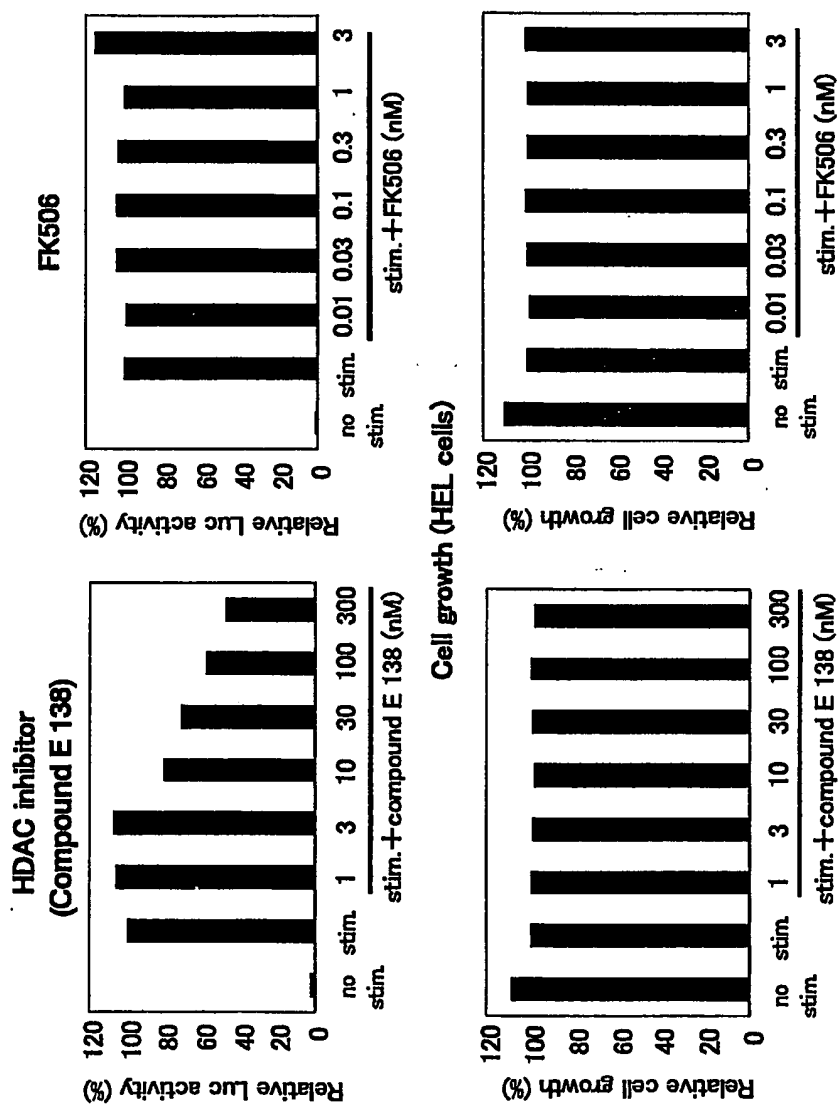 HDAC inhibitor
(Compound E 138)
Relative Luc activity (%)
120
100
80
60
40
20
0
no stim. stim. 1 3 10 30 100 300
stim.+compound E 138 (nM)
FK506
Relative Luc activity (%)
120
100
80
60
40
20
0
no stim. stim. 0.01 0.03 0.1 0.3 1 3
stim.+FK506 (nM)
Cell growth (HEL cells)
Relative cell growth (%)
120
100
80
60
40
20
0
no stim. stim. 1 3 10 30 100 300
stim.+compound E 138 (nM)
Relative cell growth (%)
120
100
80
60
40
20
0
no stim. stim. 0.01 0.03 0.1 0.3 1 3
stim.+FK506 (nM)